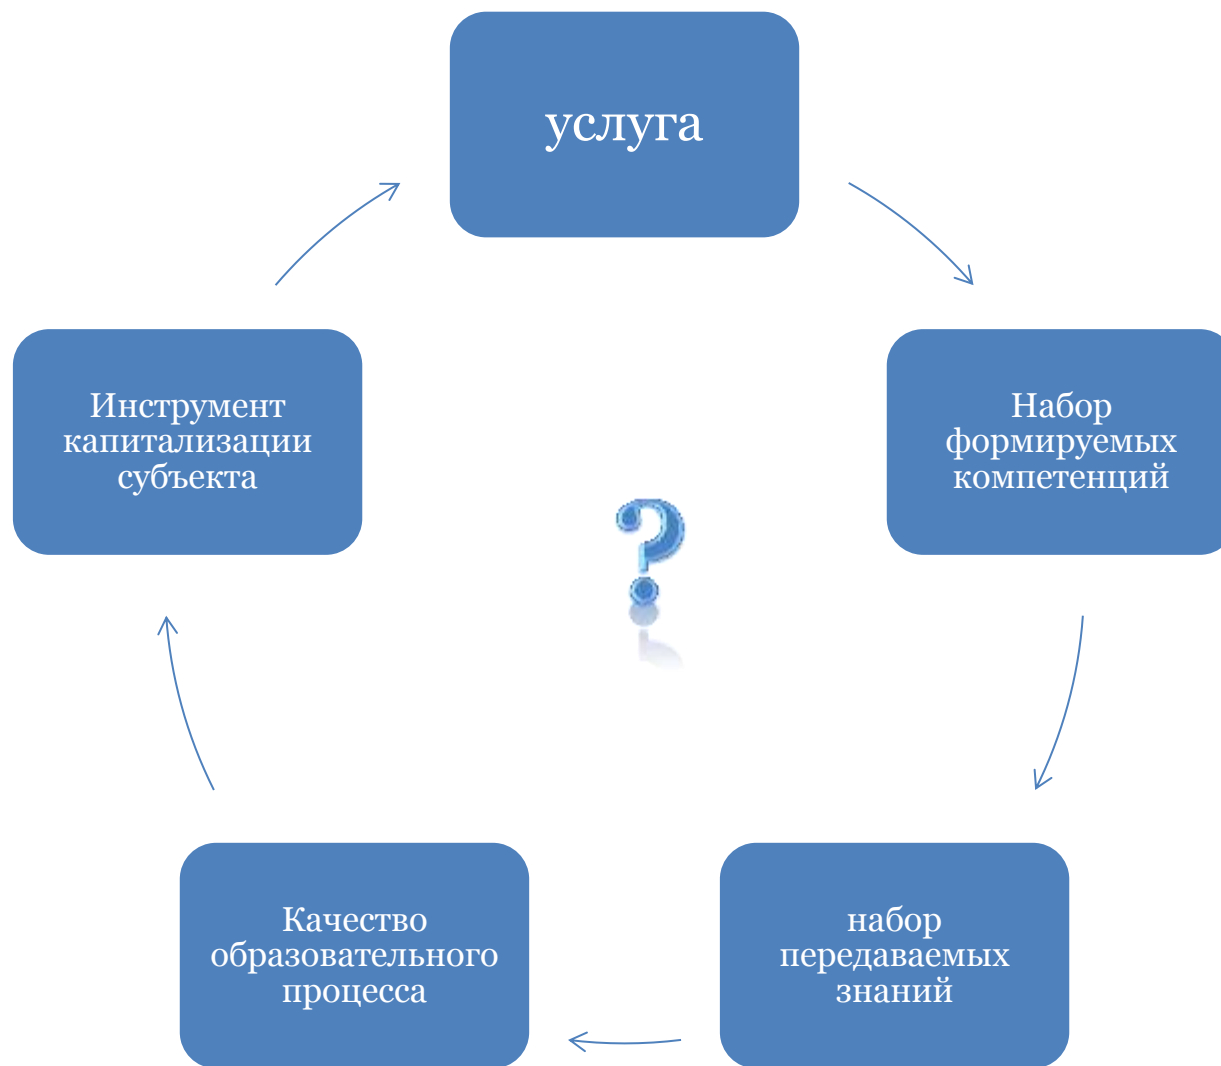 услуга
Набор
формируемых
компетенций
набор
передаваемых
знаний
Качество
образовательного
процесса
Инструмент
капитализации
субъекта
?